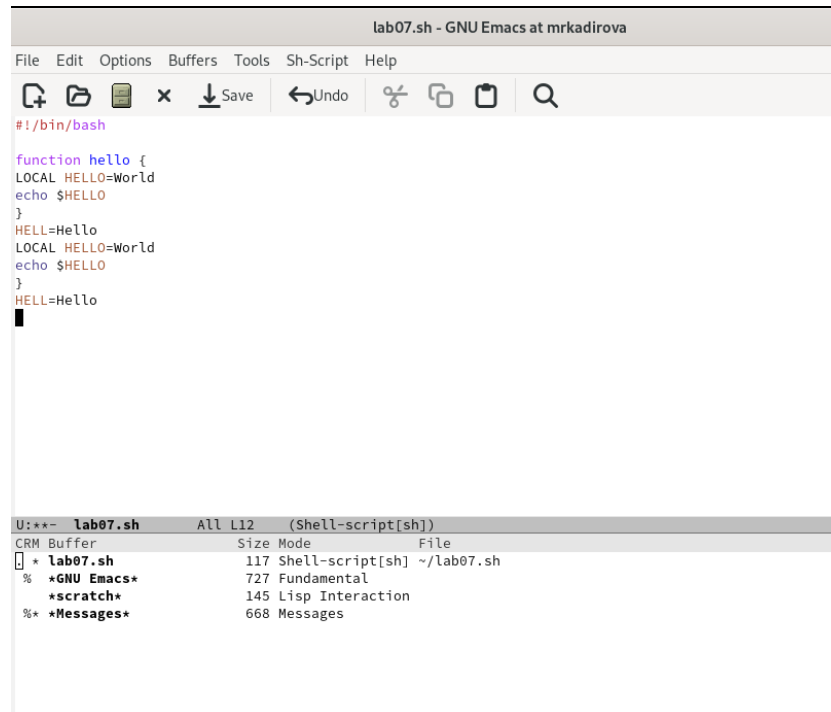 lab07.sh - GNU Emacs at mrkadirova
File Edit Options Buffers Tools Sh-Script Help
Save Undo
#!/bin/bash
function hello {
LOCAL HELLO=World
echo $HELLO
}
HELL=Hello
LOCAL HELLO=World
echo $HELLO
}
HELL=Hello
U:**-  lab07.sh       All L12    (Shell-script[sh])
CRM Buffer                 Size Mode             File
. * lab07.sh                117 Shell-script[sh] ~/lab07.sh
 %  *GNU Emacs*             727 Fundamental
    *scratch*               145 Lisp Interaction
 %* *Messages*              668 Messages